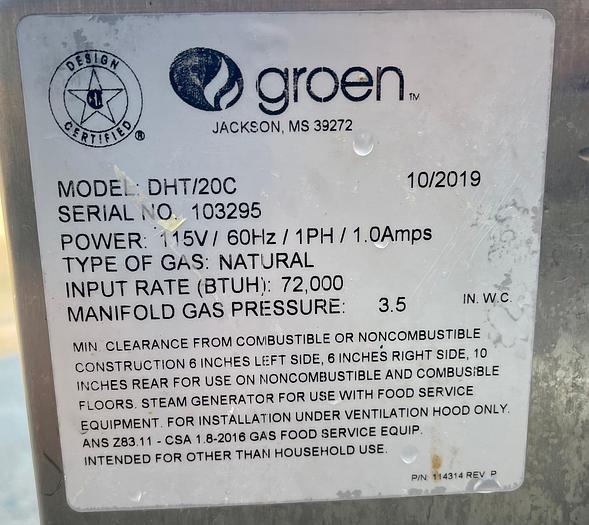 DESIGN
CERTIFIED ®
groen™
JACKSON, MS 39272
MODEL: DHT/20C 10/2019
SERIAL NO. 103295
POWER: 115V / 60Hz / 1PH / 1.0Amps
TYPE OF GAS: NATURAL
INPUT RATE (BTUH): 72,000
MANIFOLD GAS PRESSURE: 3.5 IN. W.C.
MIN. CLEARANCE FROM COMBUSTIBLE OR NONCOMBUSTIBLE
CONSTRUCTION 6 INCHES LEFT SIDE, 6 INCHES RIGHT SIDE, 10
INCHES REAR FOR USE ON NONCOMBUSTIBLE AND COMBUSIBLE
FLOORS. STEAM GENERATOR FOR USE WITH FOOD SERVICE
EQUIPMENT. FOR INSTALLATION UNDER VENTILATION HOOD ONLY.
ANS Z83.11 - CSA 1.8-2016 GAS FOOD SERVICE EQUIP.
INTENDED FOR OTHER THAN HOUSEHOLD USE.
P/N 114314 REV P